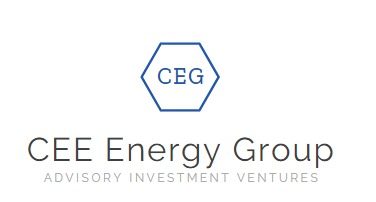 CEG
CEE Energy Group
ADVISORY INVESTMENT VENTURES